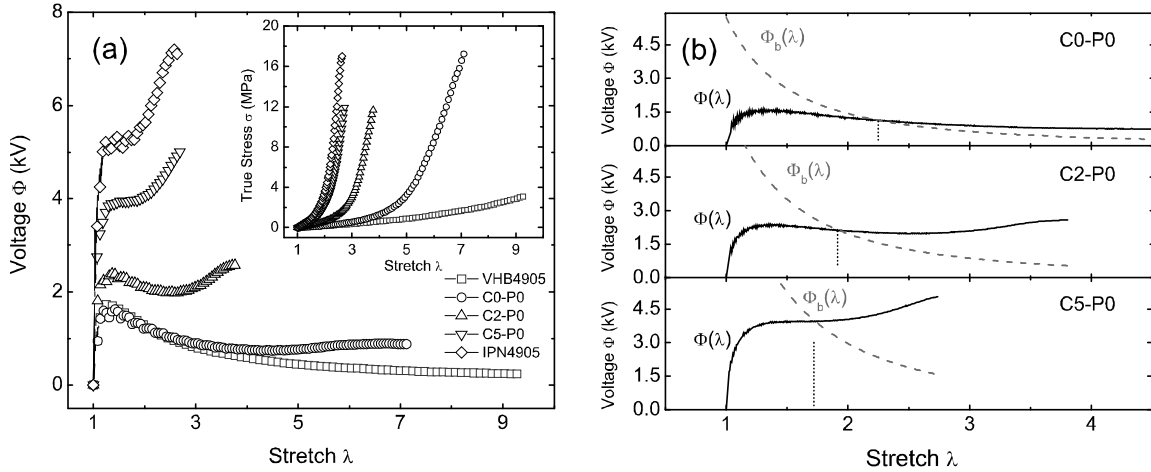 (a)
8
6
4
2
0
Voltage Φ (kV)
1 3 5 7 9
Stretch λ
20
16
12
8
4
0
True Stress σ (MPa)
1 3 5 7 9
Stretch λ
VHB4905
C0-P0
C2-P0
C5-P0
IPN4905
(b)
Φb(λ)
C0-P0
Φ(λ)
4.5
3.0
1.5
0.0
Voltage Φ (kV)
Φb(λ)
C2-P0
Φ(λ)
4.5
3.0
1.5
0.0
Voltage Φ (kV)
Φb(λ)
C5-P0
Φ(λ)
4.5
3.0
1.5
0.0
Voltage Φ (kV)
1 2 3 4
Stretch λ